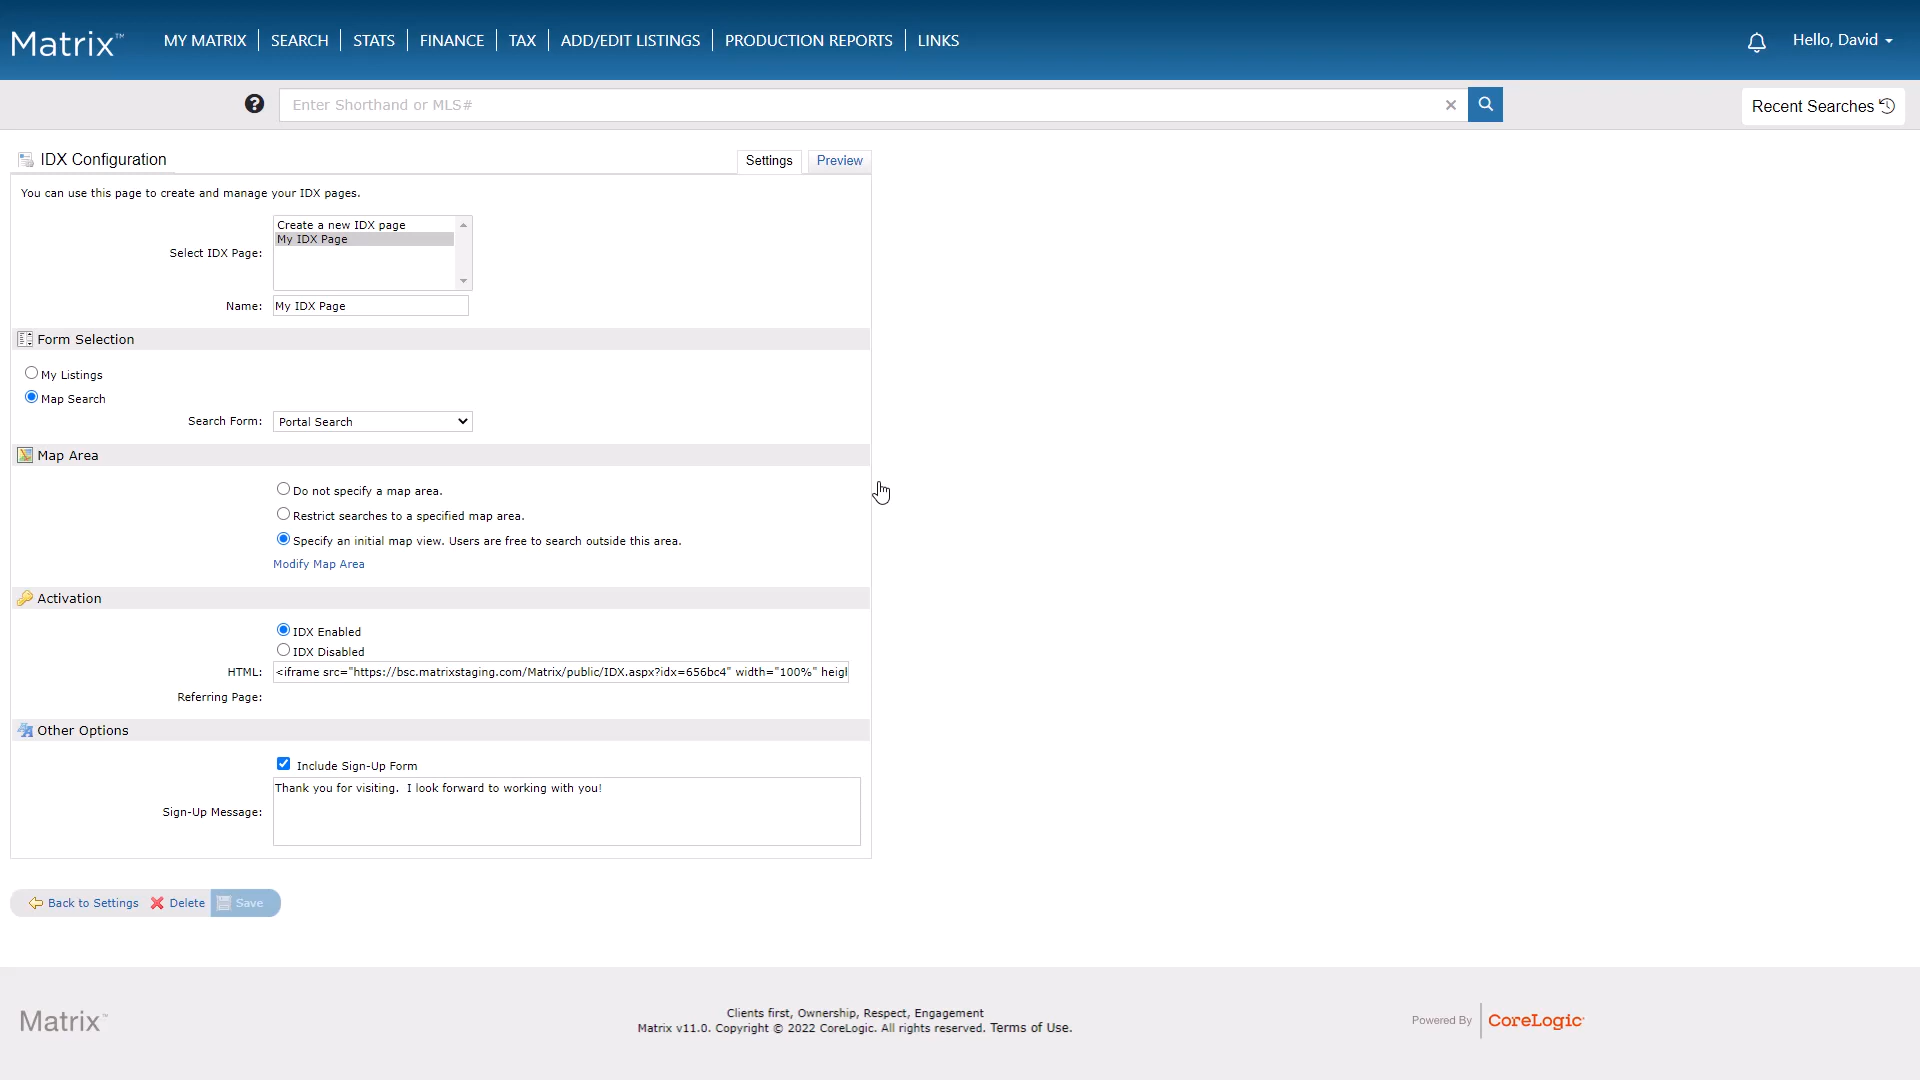 Matrix™
MY MATRIX
SEARCH
STATS
FINANCE
TAX
ADD/EDIT LISTINGS
PRODUCTION REPORTS
LINKS
Hello, David
Enter Shorthand or MLS#
Recent Searches
IDX Configuration
Settings
Preview
You can use this page to create and manage your IDX pages.
Select IDX Page:
Create a new IDX page
My IDX Page
Name: My IDX Page
Form Selection
My Listings
Map Search
Search Form: Portal Search
Map Area
Do not specify a map area.
Restrict searches to a specified map area.
Specify an initial map view. Users are free to search outside this area.
Modify Map Area
Activation
IDX Enabled
IDX Disabled
HTML: <iframe src="https://bsc.matrixstaging.com/Matrix/public/IDX.aspx?idx=656bc4" width="100%" heigl
Referring Page:
Other Options
Include Sign-Up Form
Sign-Up Message:
Thank you for visiting.  I look forward to working with you!
Back to Settings
Delete
Save
Matrix™
Clients first, Ownership, Respect, Engagement
Matrix v11.0. Copyright © 2022 CoreLogic. All rights reserved. Terms of Use.
Powered By
CoreLogic